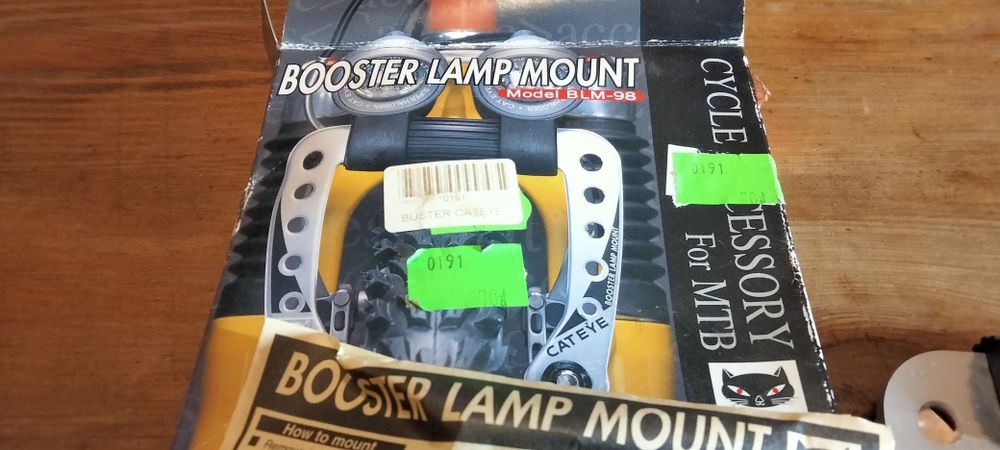 BOOSTER LAMP MOUNT
Model BLM-98
CYCLE
ESSORY
For MTB
0191
70A
*0191*
BUSTER CATEYE
0191
70A
BOOSTER LAMP MOUNT
CATEYE
BOOSTER LAMP MOUNT
How to mount